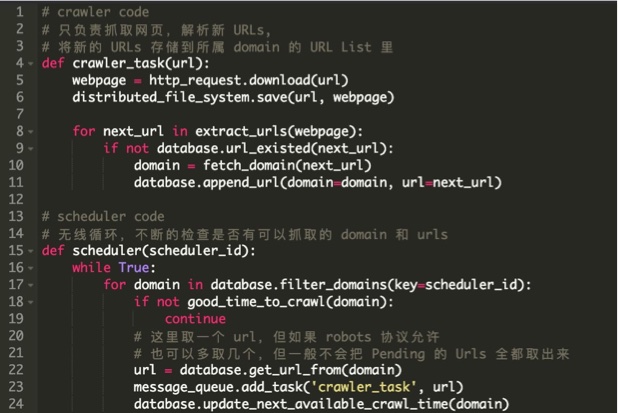 1 # crawler code
2 # 只负责抓取网页，解析新 URLs，
3 # 将新的 URLs 存储到所属 domain 的 URL List 里
4 def crawler_task(url):
5     webpage = http_request.download(url)
6     distributed_file_system.save(url, webpage)
7
8     for next_url in extract_urls(webpage):
9         if not database.url_existed(next_url):
10             domain = fetch_domain(next_url)
11             database.append_url(domain=domain, url=next_url)
12
13 # scheduler code
14 # 无线循环，不断的检查是否有可以抓取的 domain 和 urls
15 def scheduler(scheduler_id):
16     while True:
17         for domain in database.filter_domains(key=scheduler_id):
18             if not good_time_to_crawl(domain):
19                 continue
20             # 这里取一个 url，但如果 robots 协议允许
21             # 也可以多取几个，但一般不会把 Pending 的 Urls 全都取出来
22             url = database.get_url_from(domain)
23             message_queue.add_task('crawler_task', url)
24             database.update_next_available_crawl_time(domain)